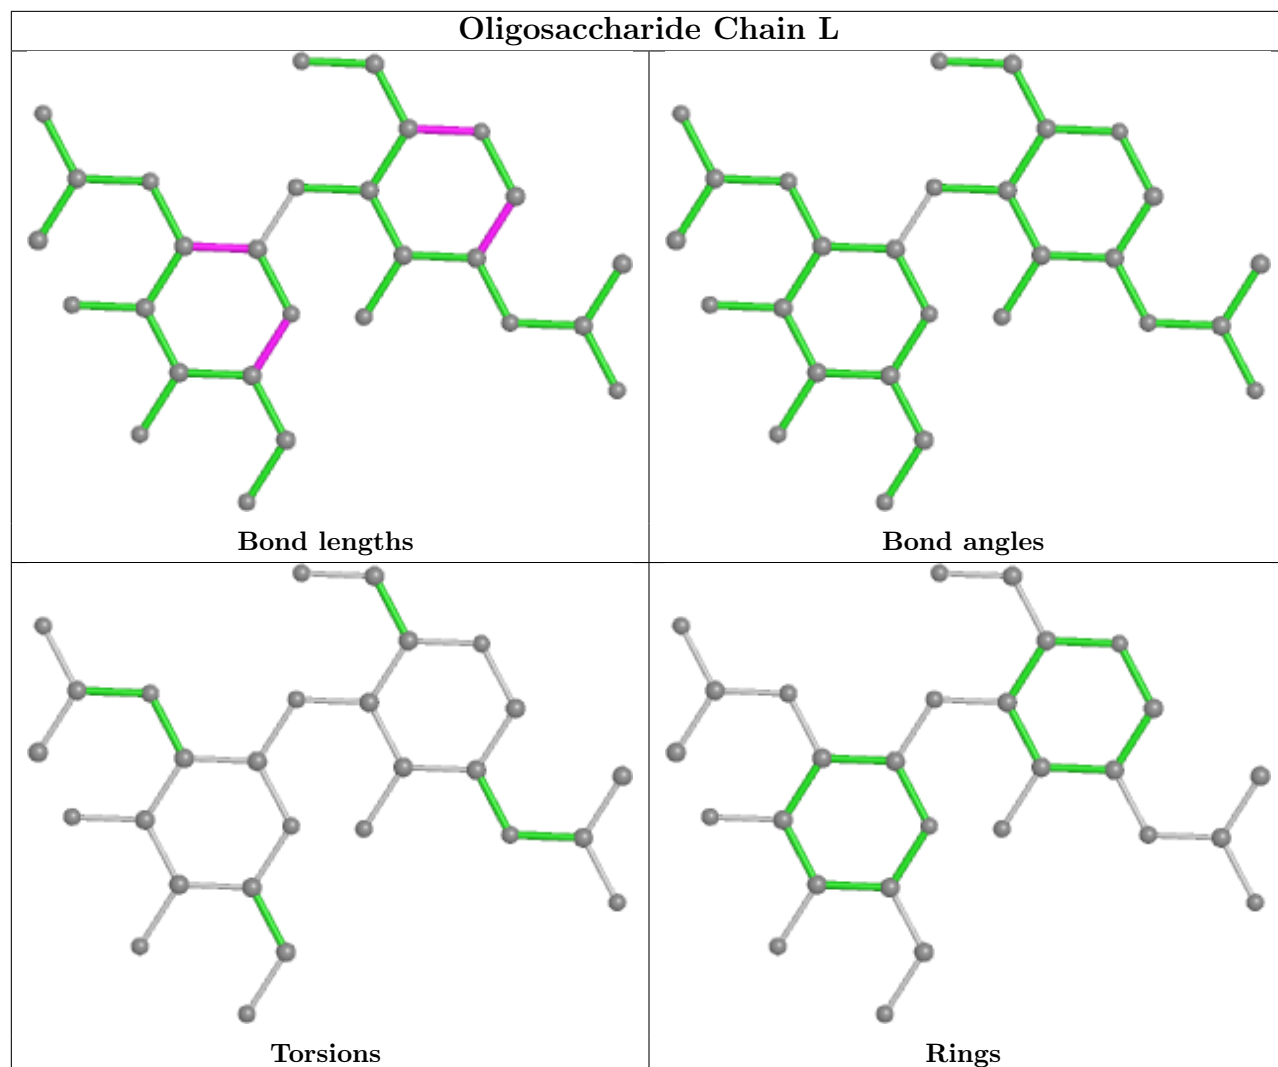 Oligosaccharide Chain L
Bond lengths
Bond angles
Torsions
Rings